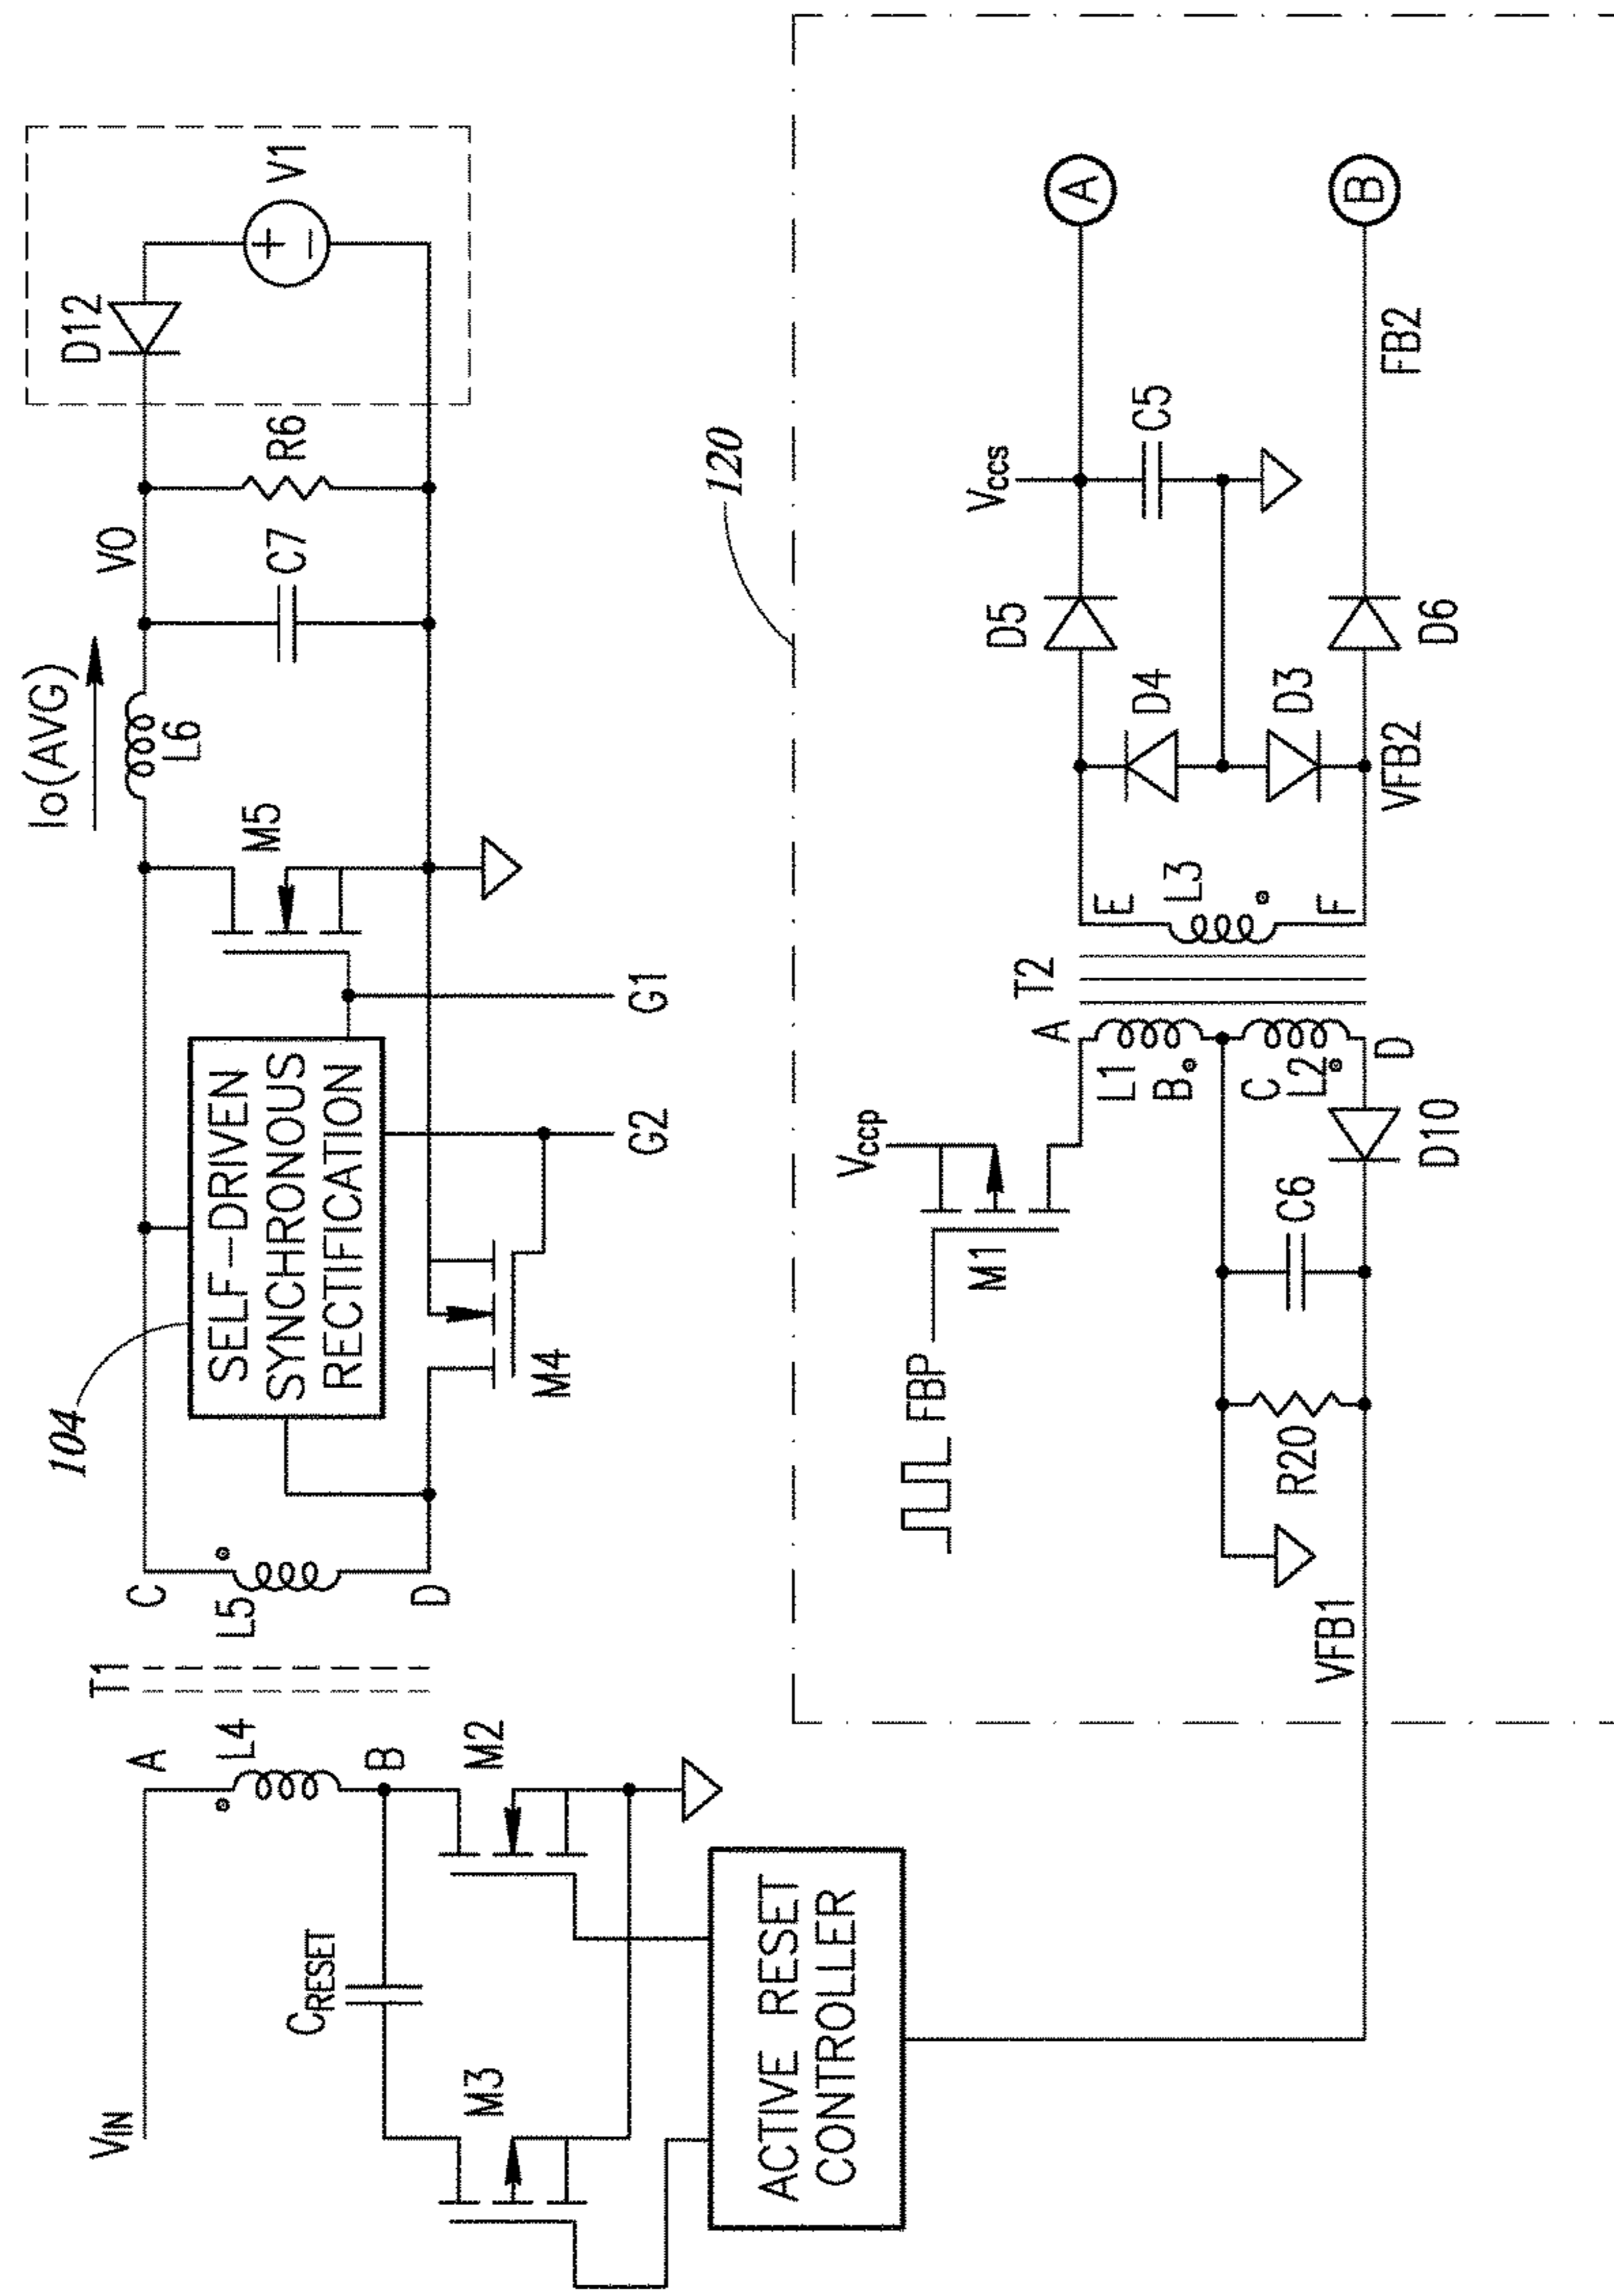 VIN
A
L4
B
CRESET
M3
M2
ACTIVE RESET
CONTROLLER
T1
C
L5
D
104
SELF-DRIVEN
SYNCHRONOUS
RECTIFICATION
M4
G2
G1
M5
Io(AVG)
L6
VO
C7
R6
D12
V1
+
−
120
VFB1
FBP
M1
Vccp
R20
C6
D10
A
L1
B
C
L2
D
T2
E
L3
F
D4
D3
D5
D6
VFB2
Vccs
C5
FB2
A
B